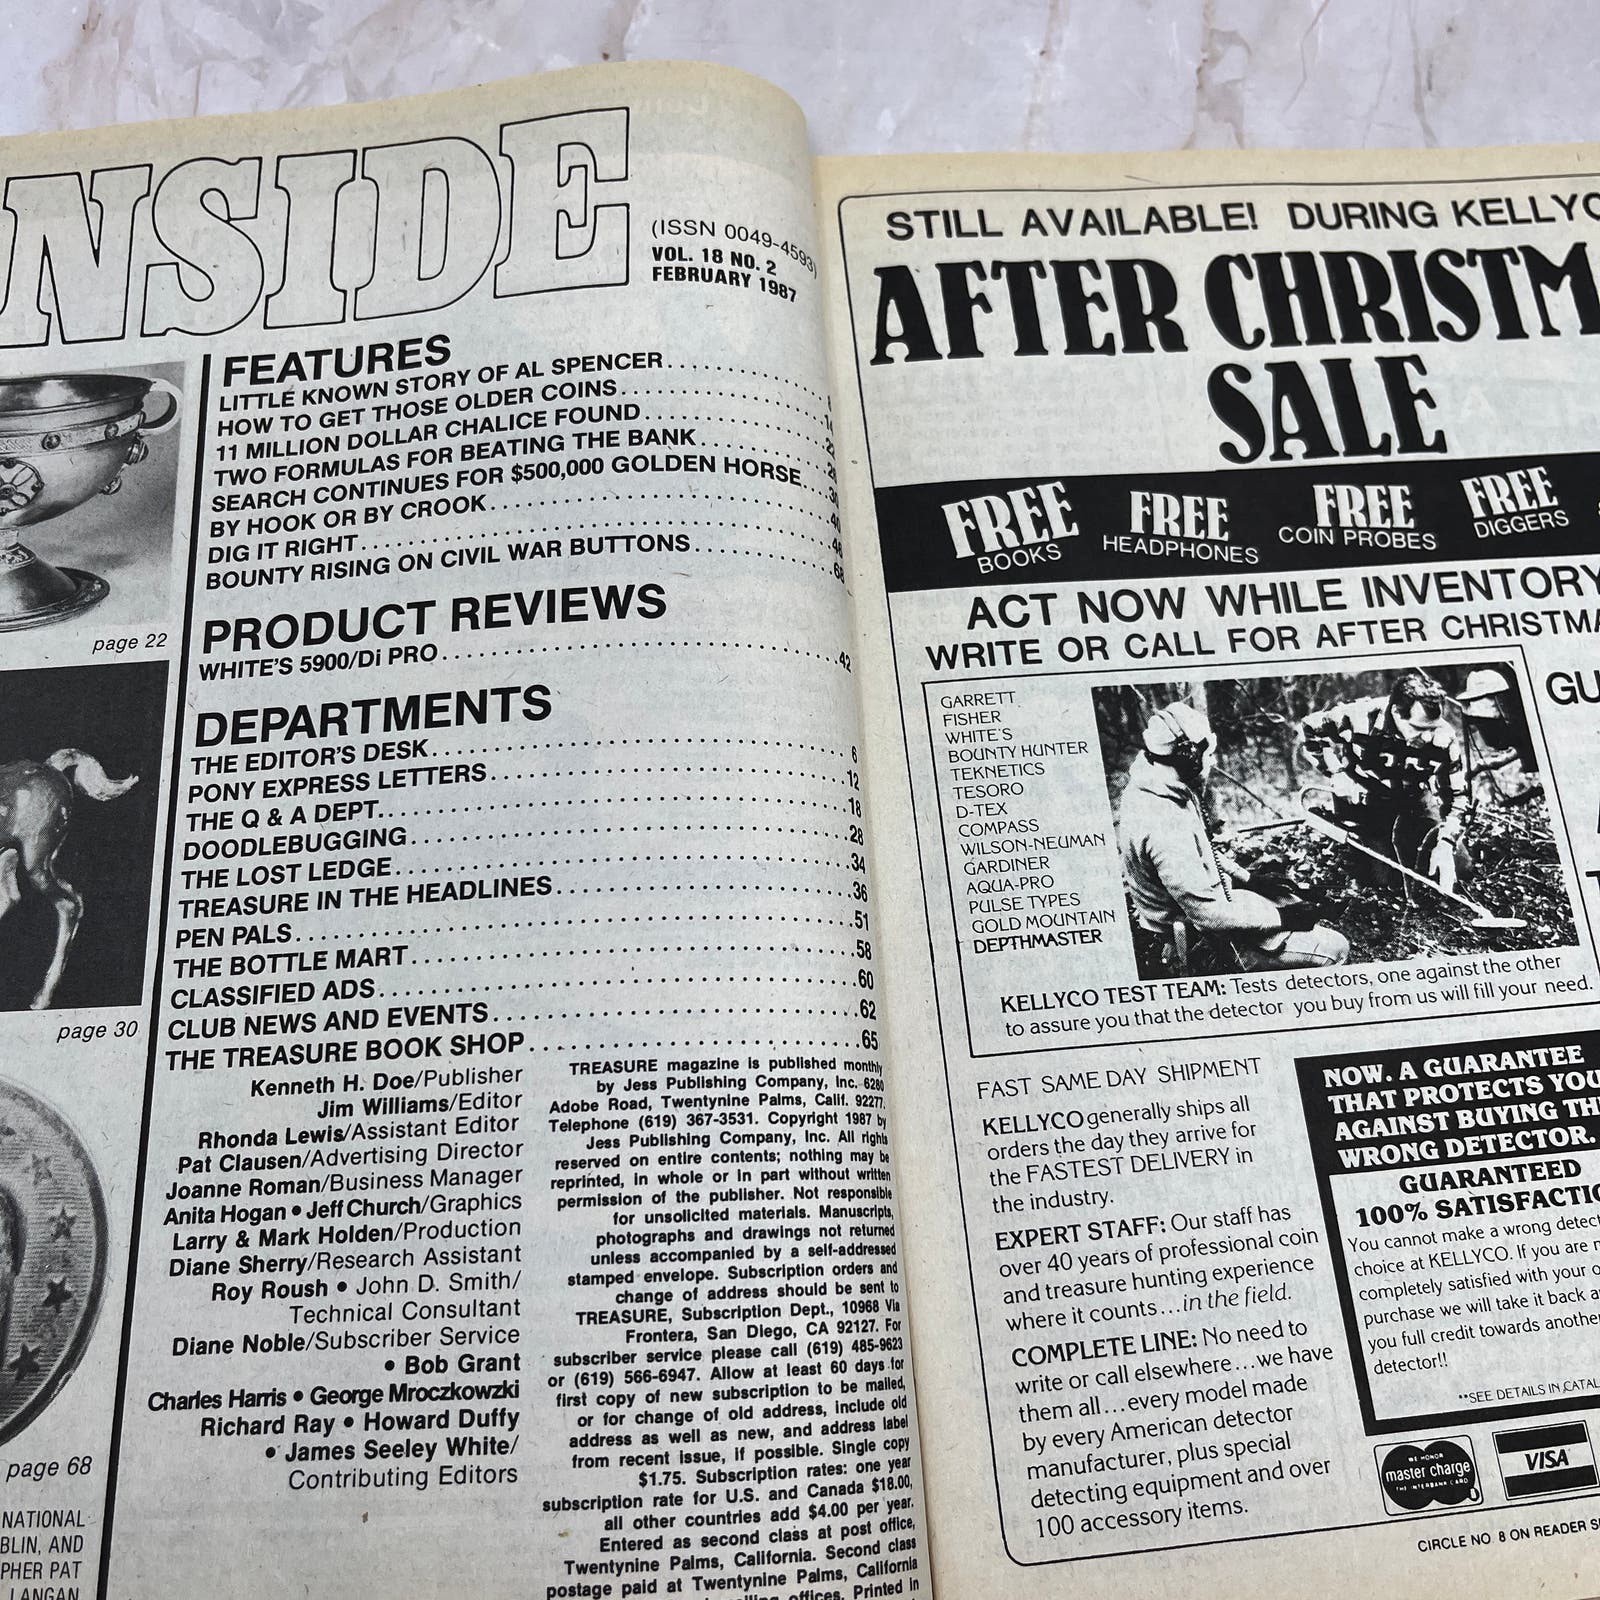 INSIDE
(ISSN 0049-4593)
VOL. 18 NO. 2
FEBRUARY 1987
FEATURES
LITTLE KNOWN STORY OF AL SPENCER
HOW TO GET THOSE OLDER COINS
11 MILLION DOLLAR CHALICE FOUND
TWO FORMULAS FOR BEATING THE BANK
SEARCH CONTINUES FOR $500,000 GOLDEN HORSE
BY HOOK OR BY CROOK
DIG IT RIGHT
BOUNTY RISING ON CIVIL WAR BUTTONS 68
PRODUCT REVIEWS
WHITE'S 5900/Di PRO 42
DEPARTMENTS
THE EDITOR'S DESK 6
PONY EXPRESS LETTERS 12
THE Q & A DEPT. 18
DOODLEBUGGING 28
THE LOST LEDGE 34
TREASURE IN THE HEADLINES 36
PEN PALS 51
THE BOTTLE MART 58
CLASSIFIED ADS 60
CLUB NEWS AND EVENTS 62
THE TREASURE BOOK SHOP 65
page 22
page 30
page 68
NATIONAL
BLIN, AND
PHER PAT
LANGAN
Kenneth H. Doe/Publisher
Jim Williams/Editor
Rhonda Lewis/Assistant Editor
Pat Clausen/Advertising Director
Joanne Roman/Business Manager
Anita Hogan • Jeff Church/Graphics
Larry & Mark Holden/Production
Diane Sherry/Research Assistant
Roy Roush • John D. Smith/
Technical Consultant
Diane Noble/Subscriber Service
• Bob Grant
Charles Harris • George Mroczkowzki
Richard Ray • Howard Duffy
• James Seeley White/
Contributing Editors
TREASURE magazine is published monthly
by Jess Publishing Company, Inc. 6280
Adobe Road, Twentynine Palms, Calif. 92277.
Telephone (619) 367-3531. Copyright 1987 by
Jess Publishing Company, Inc. All rights
reserved on entire contents; nothing may be
reprinted, in whole or in part without written
permission of the publisher. Not responsible
for unsolicited materials. Manuscripts,
photographs and drawings not returned
unless accompanied by a self-addressed
stamped envelope. Subscription orders and
change of address should be sent to
TREASURE, Subscription Dept., 10968 Via
Frontera, San Diego, CA 92127. For
subscriber service please call (619) 485-9623
or (619) 566-6947. Allow at least 60 days for
first copy of new subscription to be mailed,
or for change of old address, include old
address as well as new, and address label
from recent issue, if possible. Single copy
$1.75. Subscription rates: one year
subscription rate for U.S. and Canada $18.00,
all other countries add $4.00 per year.
Entered as second class at post office,
Twentynine Palms, California. Second class
postage paid at Twentynine Palms, California
offices. Printed in
STILL AVAILABLE! DURING KELLYC
AFTER CHRISTM
SALE
FREE BOOKS
FREE HEADPHONES
FREE COIN PROBES
FREE DIGGERS
ACT NOW WHILE INVENTORY
WRITE OR CALL FOR AFTER CHRISTMA
GARRETT
FISHER
WHITE'S
BOUNTY HUNTER
TEKNETICS
TESORO
D-TEX
COMPASS
WILSON-NEUMAN
GARDINER
AQUA-PRO
PULSE TYPES
GOLD MOUNTAIN
DEPTHMASTER
GU
KELLYCO TEST TEAM: Tests detectors, one against the other
to assure you that the detector you buy from us will fill your need.
FAST SAME DAY SHIPMENT
KELLYCO generally ships all
orders the day they arrive for
the FASTEST DELIVERY in
the industry.
EXPERT STAFF: Our staff has
over 40 years of professional coin
and treasure hunting experience
where it counts...in the field.
COMPLETE LINE: No need to
write or call elsewhere...we have
them all...every model made
by every American detector
manufacturer, plus special
detecting equipment and over
100 accessory items.
NOW. A GUARANTEE
THAT PROTECTS YOU
AGAINST BUYING TH
WRONG DETECTOR.
GUARANTEED
100% SATISFACTIO
You cannot make a wrong detec
choice at KELLYCO. If you are n
completely satisfied with your o
purchase we will take it back a
you full credit towards another
detector!!
**SEE DETAILS IN CATAL
WE HONOR
master charge
THE INTERBANK CARD
VISA
CIRCLE NO. 8 ON READER S